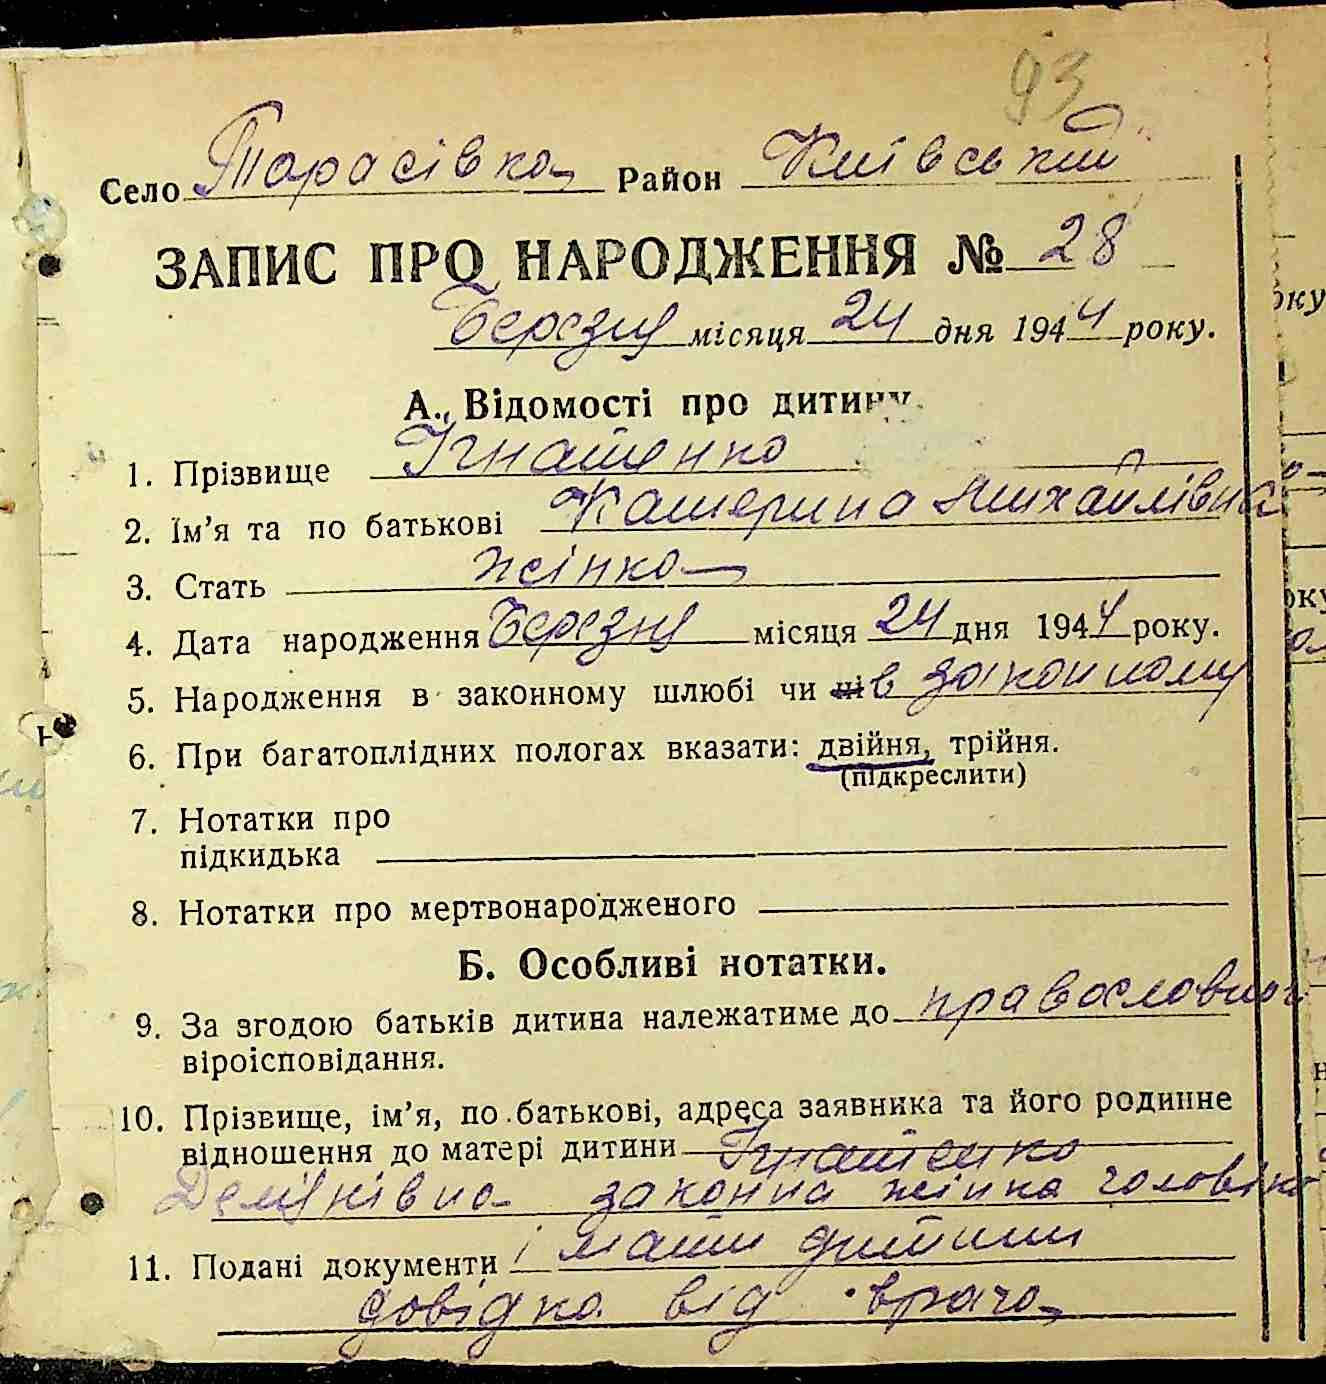 93
Село Тарасівка Район Київський
ЗАПИС ПРО НАРОДЖЕННЯ № 28
Березня місяця 24 дня 1944 року.
А. Відомості про дитину.
1. Прізвище Ігнатенко
2. Ім'я та по батькові Катерина Михайлівна
3. Стать жінка
4. Дата народження Березня місяця 24 дня 1944 року.
5. Народження в законному шлюбі чи ні в законному
6. При багатоплідних пологах вказати: двійня, трійня.
(підкреслити)
7. Нотатки про
підкидька
8. Нотатки про мертвонародженого
Б. Особливі нотатки.
9. За згодою батьків дитина належатиме до православного
віроісповідання.
10. Прізвище, ім'я, по батькові, адреса заявника та його родинне
відношення до матері дитини Ігнатенко
законна жінка чоловіка
і мати дитини
11. Подані документи
довідка від врача